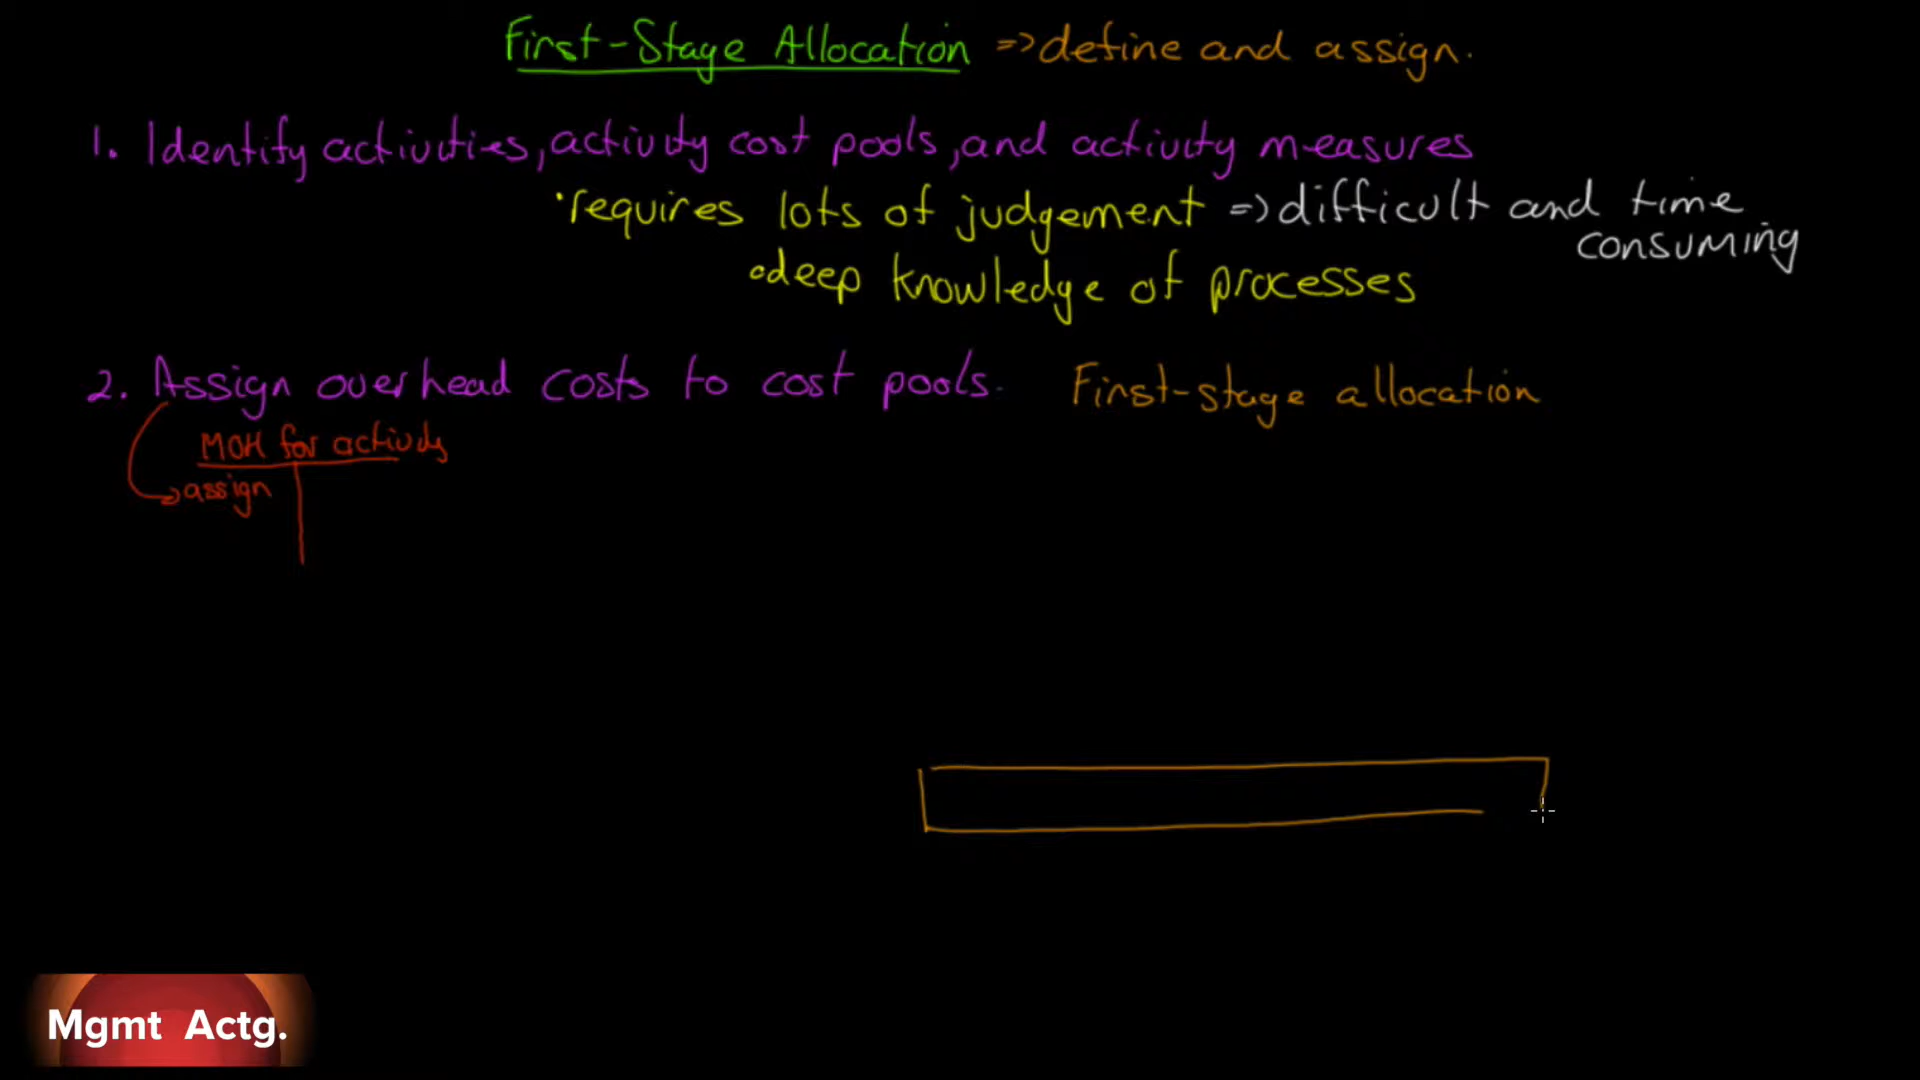 First-Stage Allocation => define and assign.
1. Identify activities, activity cost pools, and activity measures
• requires lots of judgement => difficult and time
consuming
• deep knowledge of processes
2. Assign overhead costs to cost pools. First-stage allocation
MOH for activity
assign
Mgmt Actg.